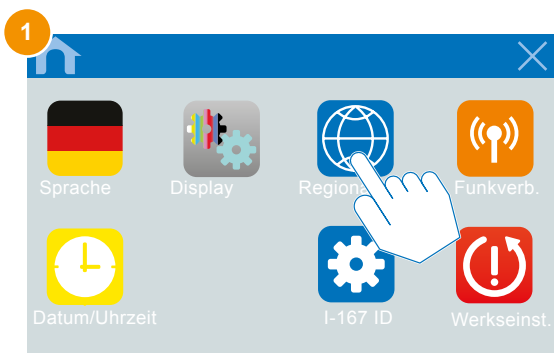 1
Sprache
Display
Funkverb.
Datum/Uhrzeit
I-167 ID
Werkseinst.